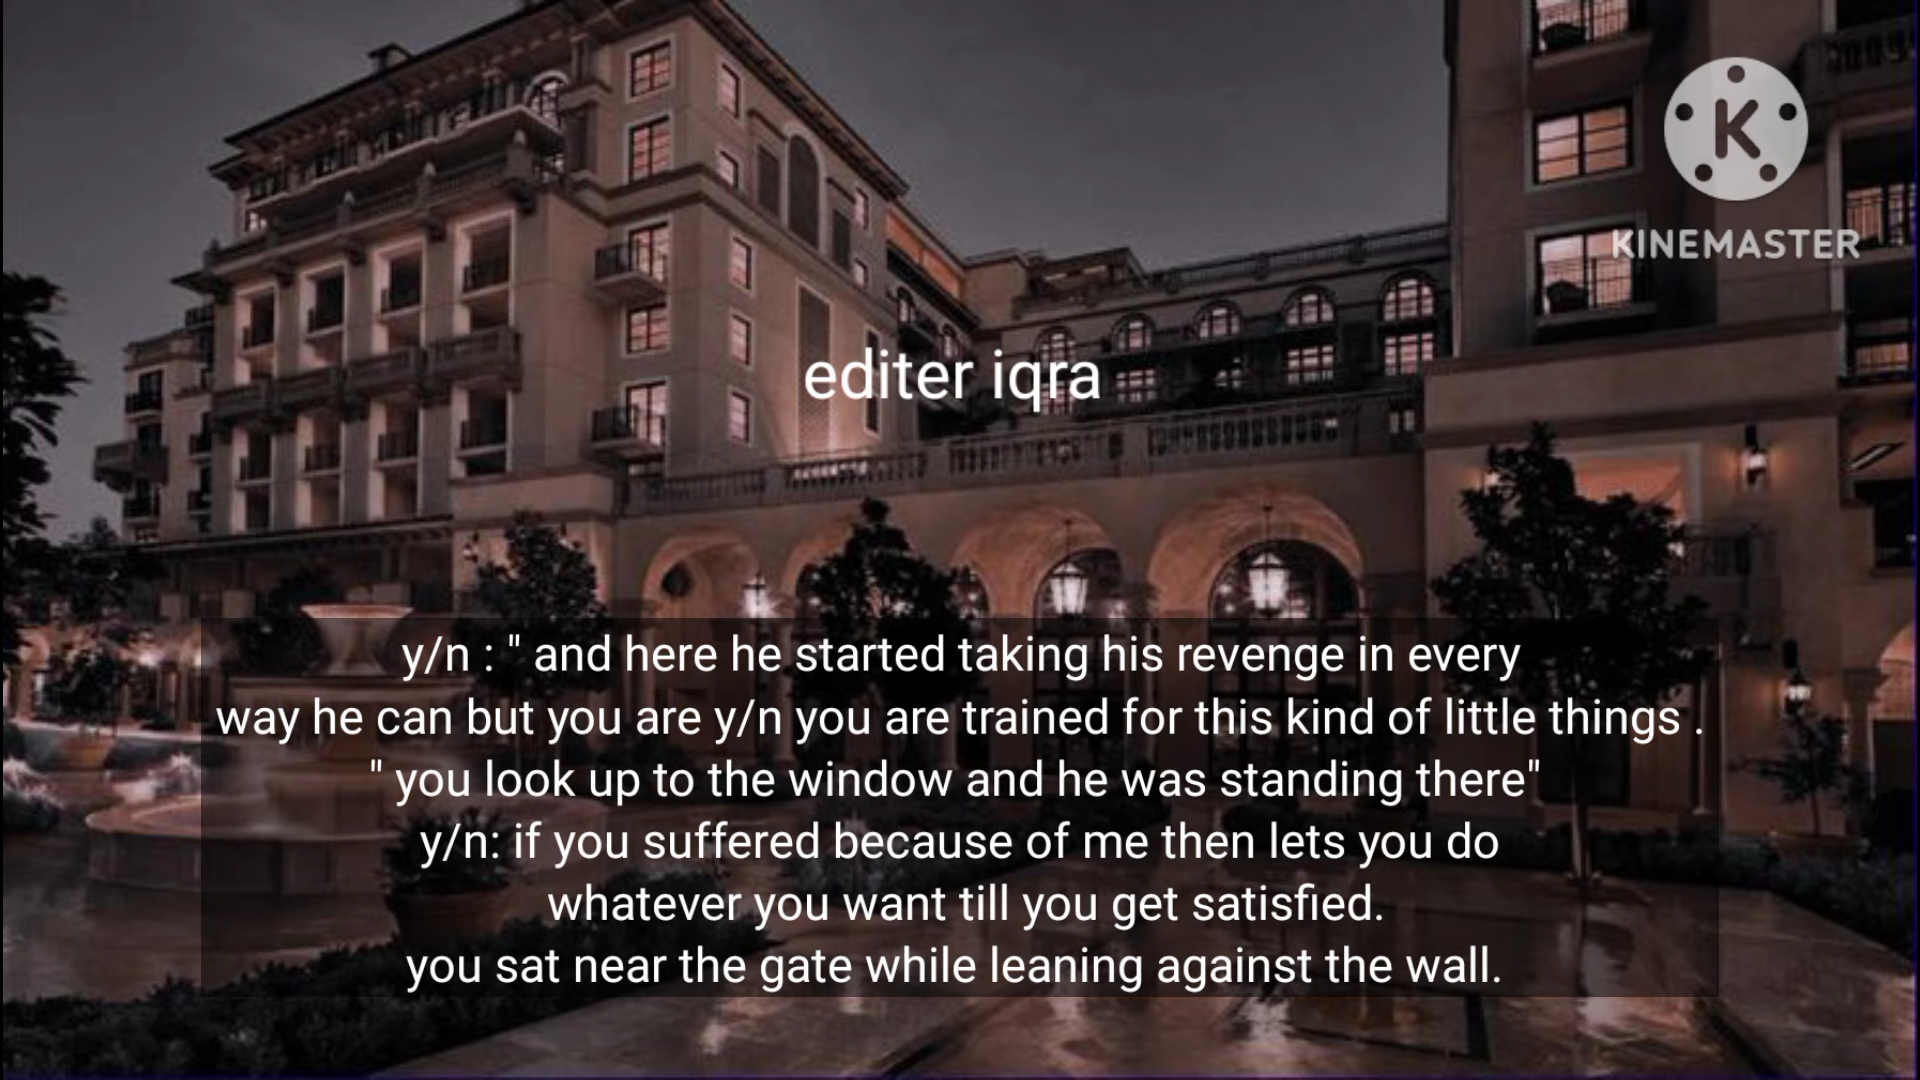 KINEMASTER
editer iqra
y/n : " and here he started taking his revenge in every
way he can but you are y/n you are trained for this kind of little things .
" you look up to the window and he was standing there"
y/n: if you suffered because of me then lets you do
whatever you want till you get satisfied.
you sat near the gate while leaning against the wall.